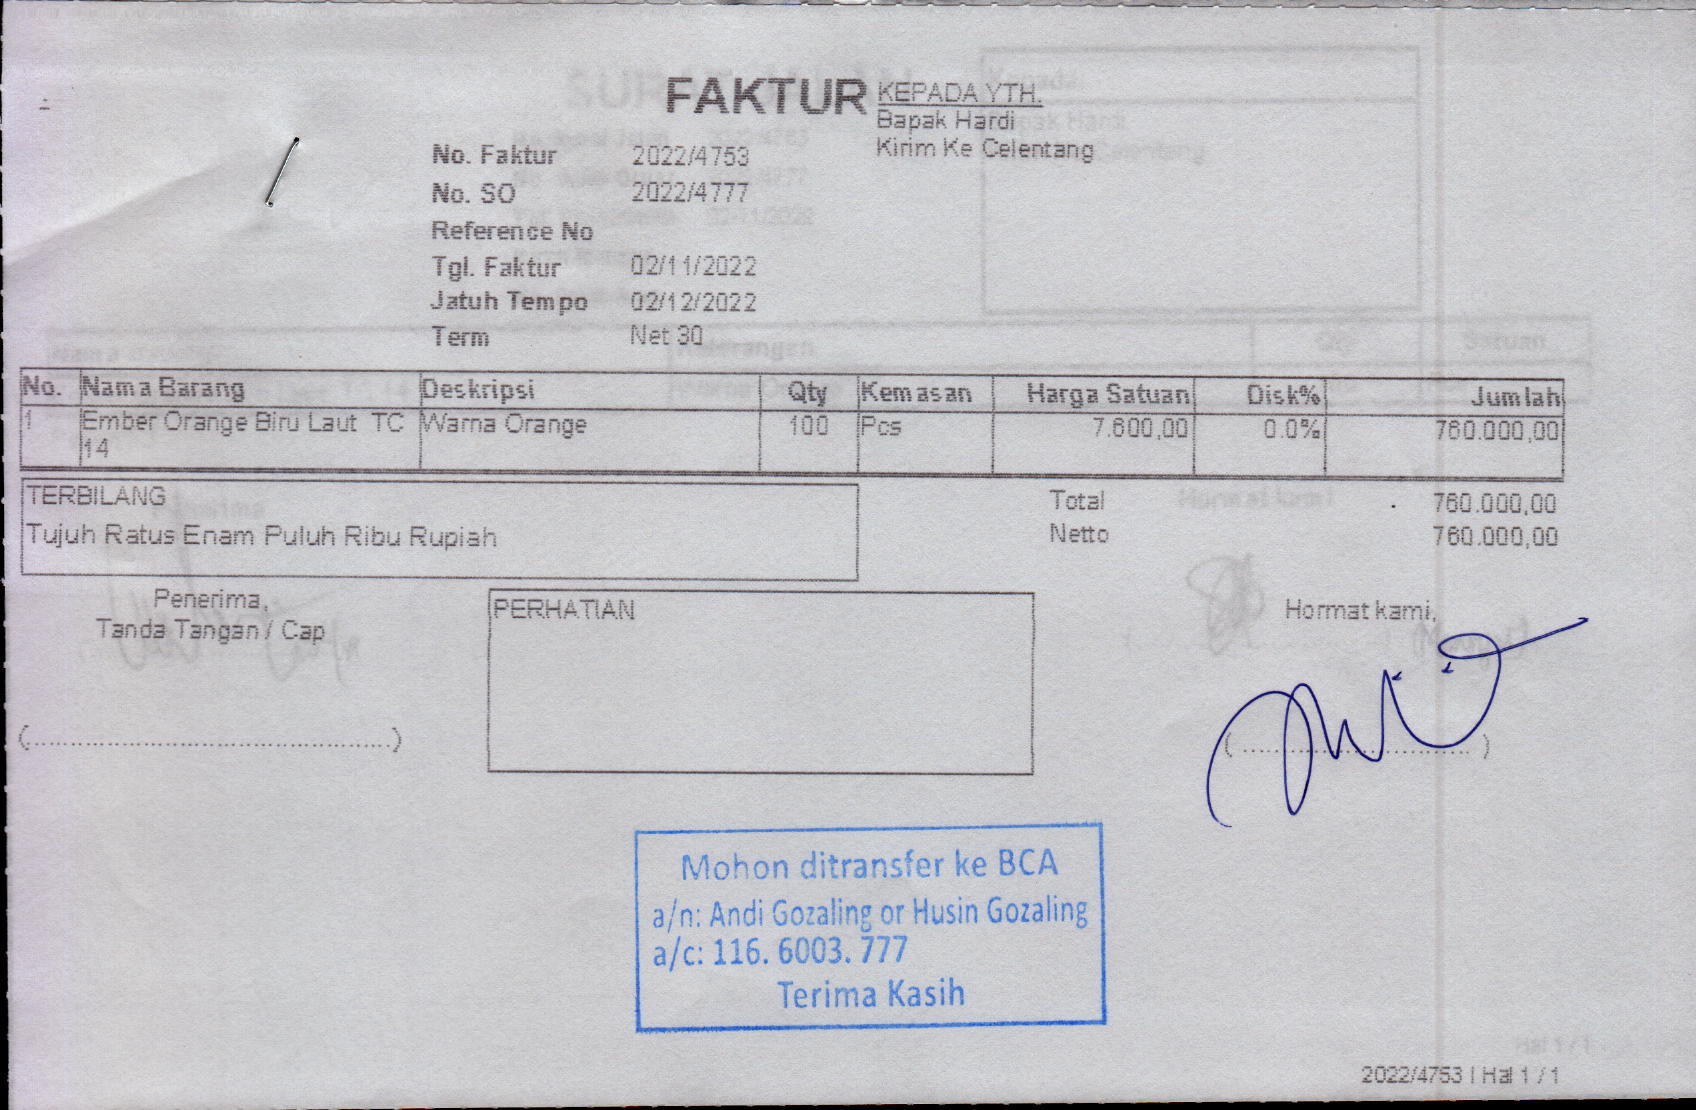 FAKTUR
KEPADA YTH.
Bapak Hardi
Kirim Ke Celentang
No. Faktur 2022/4753
No. SO 2022/4777
Reference No
Tgl. Faktur 02/11/2022
Jatuh Tempo 02/12/2022
Term Net 30
No. Nama Barang Deskripsi Qty Kemasan Harga Satuan Disk% Jumlah
1 Ember Orange Biru Laut TC Warna Orange 100 Pcs 7.600,00 0.0% 760.000,00
14
TERBILANG
Tujuh Ratus Enam Puluh Ribu Rupiah
Total 760.000,00
Netto 760.000,00
Penerima,
Tanda Tangan / Cap
(................................................)
PERHATIAN
Hormat kami,
(................................)
Mohon ditransfer ke BCA
a/n: Andi Gozaling or Husin Gozaling
a/c: 116. 6003. 777
Terima Kasih
2022/4753 | Hal 1 / 1